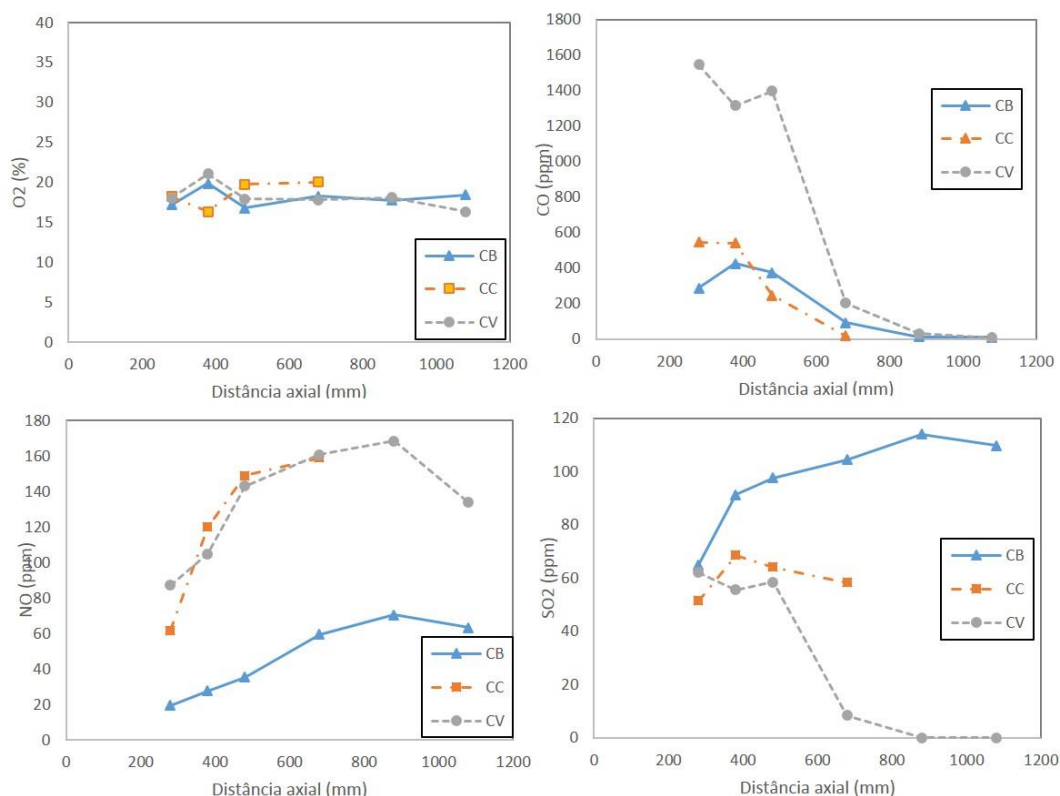 O2 (%)
40
35
30
25
20
15
10
5
0
0 200 400 600 800 1000 1200
Distância axial (mm)
CB
CC
CV
CO (ppm)
1800
1600
1400
1200
1000
800
600
400
200
0
0 200 400 600 800 1000 1200
Distância axial (mm)
CB
CC
CV
NO (ppm)
180
160
140
120
100
80
60
40
20
0
0 200 400 600 800 1000 1200
Distância axial (mm)
CB
CC
CV
SO2 (ppm)
120
100
80
60
40
20
0
0 200 400 600 800 1000 1200
Distância axial (mm)
CB
CC
CV